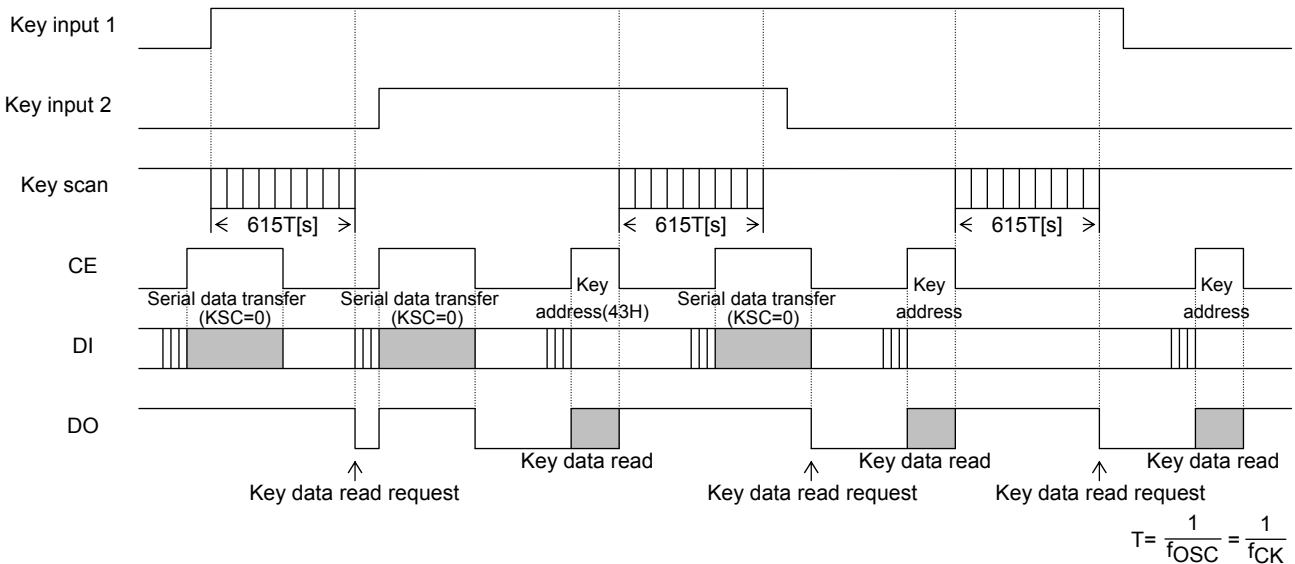 Key input 1
Key input 2
Key scan
615T[s] 615T[s] 615T[s]
CE
Key Key Key
Serial data transfer Serial data transfer Serial data transfer
(KSC=0) (KSC=0) address(43H) (KSC=0) address address
DI
DO
Key data read Key data read Key data read
Key data read request Key data read request Key data read request
T= 1/fOSC = 1/fCK